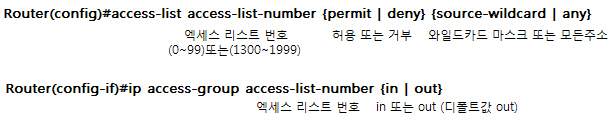 Router(config)#access-list access-list-number {permit | deny} {source-wildcard | any}
엑세스 리스트 번호 허용 또는 거부 와일드카드 마스크 또는 모든주소
(0~99)또는(1300~1999)
Router(config-if)#ip access-group access-list-number {in | out}
엑세스 리스트 번호 in 또는 out (디폴트값 out)